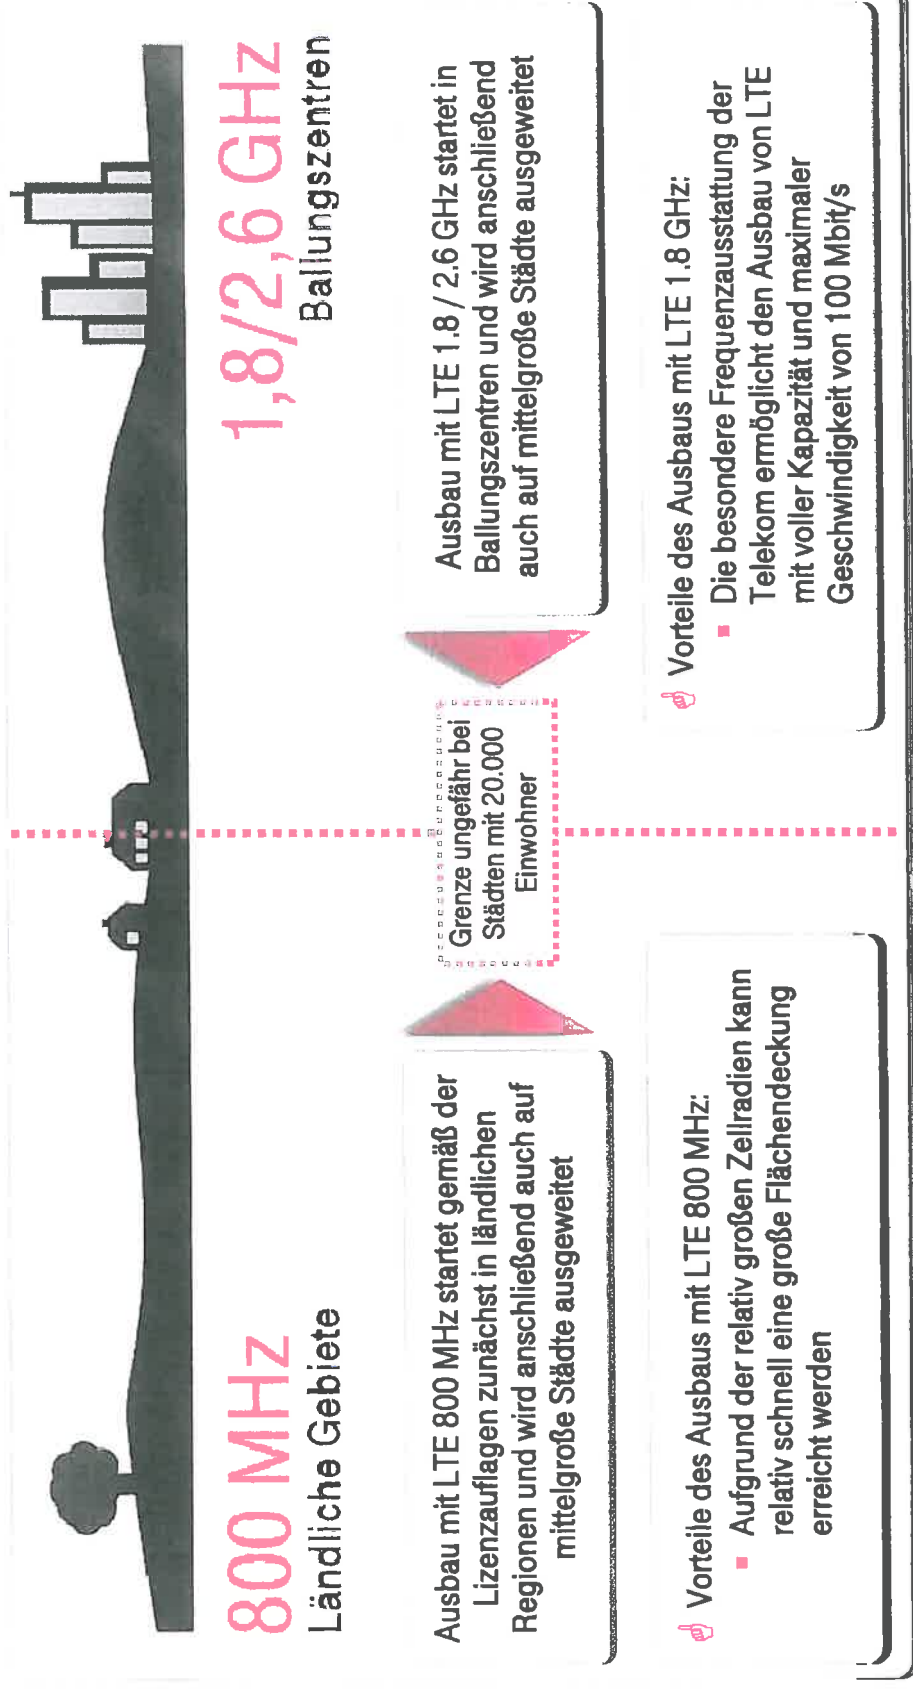 800 MHz
Ländliche Gebiete
1,8/2,6 GHz
Ballungszentren
Ausbau mit LTE 800 MHz startet gemäß der
Lizenzauflagen zunächst in ländlichen
Regionen und wird anschließend auch auf
mittelgroße Städte ausgeweitet
Grenze ungefähr bei
Städten mit 20.000
Einwohner
Ausbau mit LTE 1.8 / 2.6 GHz startet in
Ballungszentren und wird anschließend
auch auf mittelgroße Städte ausgeweitet
Vorteile des Ausbaus mit LTE 800 MHz:
Aufgrund der relativ großen Zellradien kann
relativ schnell eine große Flächendeckung
erreicht werden
Vorteile des Ausbaus mit LTE 1.8 GHz:
Die besondere Frequenzausstattung der
Telekom ermöglicht den Ausbau von LTE
mit voller Kapazität und maximaler
Geschwindigkeit von 100 Mbit/s